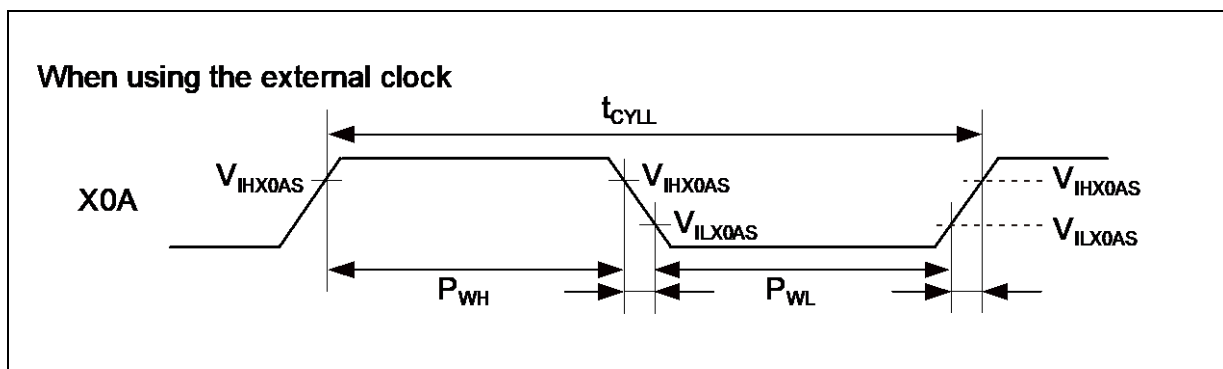 When using the external clock
tCYLL
X0A
VIHX0AS
VIHX0AS
VILX0AS
VIHX0AS
VILX0AS
PWH
PWL